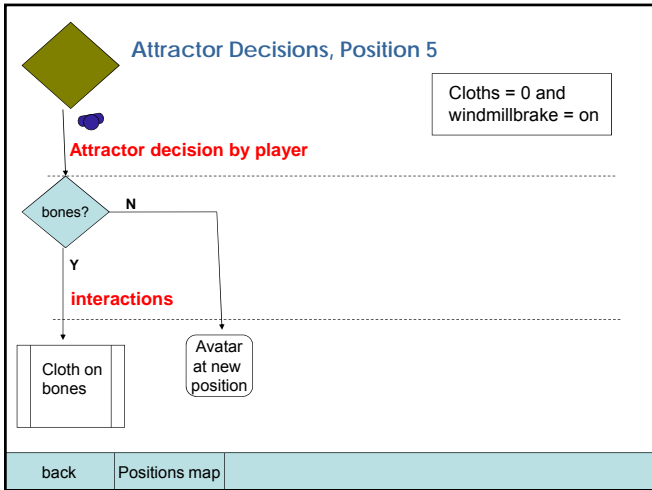 Attractor Decisions, Position 5
Cloths = 0 and
windmillbrake = on
Attractor decision by player
bones?
N
Y
interactions
Cloth on
bones
Avatar
at new
position
back
Positions map